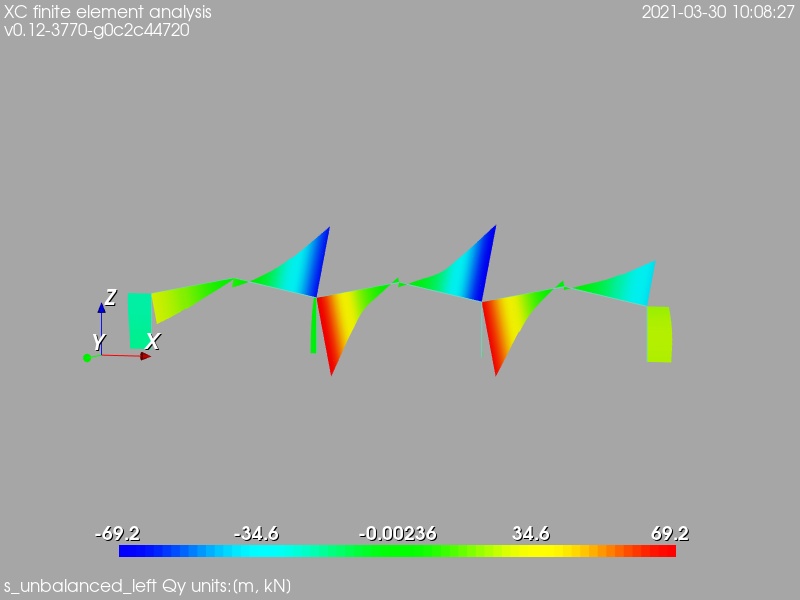 XC finite element analysis
2021-03-30 10:08:27
v0.12-3770-g0c2c44720
Z
Y
X
-69.2 -34.6 -0.00236 34.6 69.2
s_unbalanced_left Qy units:[m, kN]